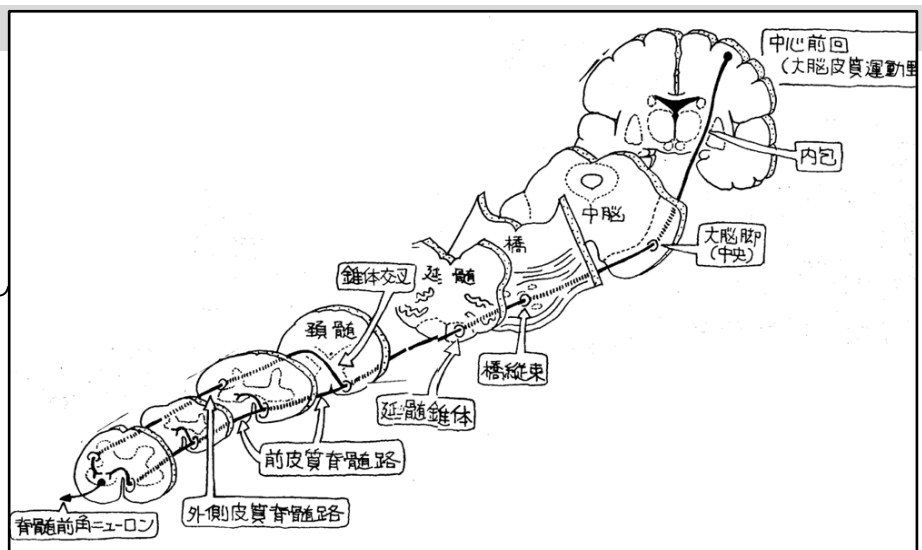 中心前回
(大脳皮質運動野
内包
中脳
大脳脚
(中央)
橋
延髄
錐体交叉
頚髄
橋縦束
延髄錐体
前皮質脊髄路
外側皮質脊髄路
脊髄前角ニューロン